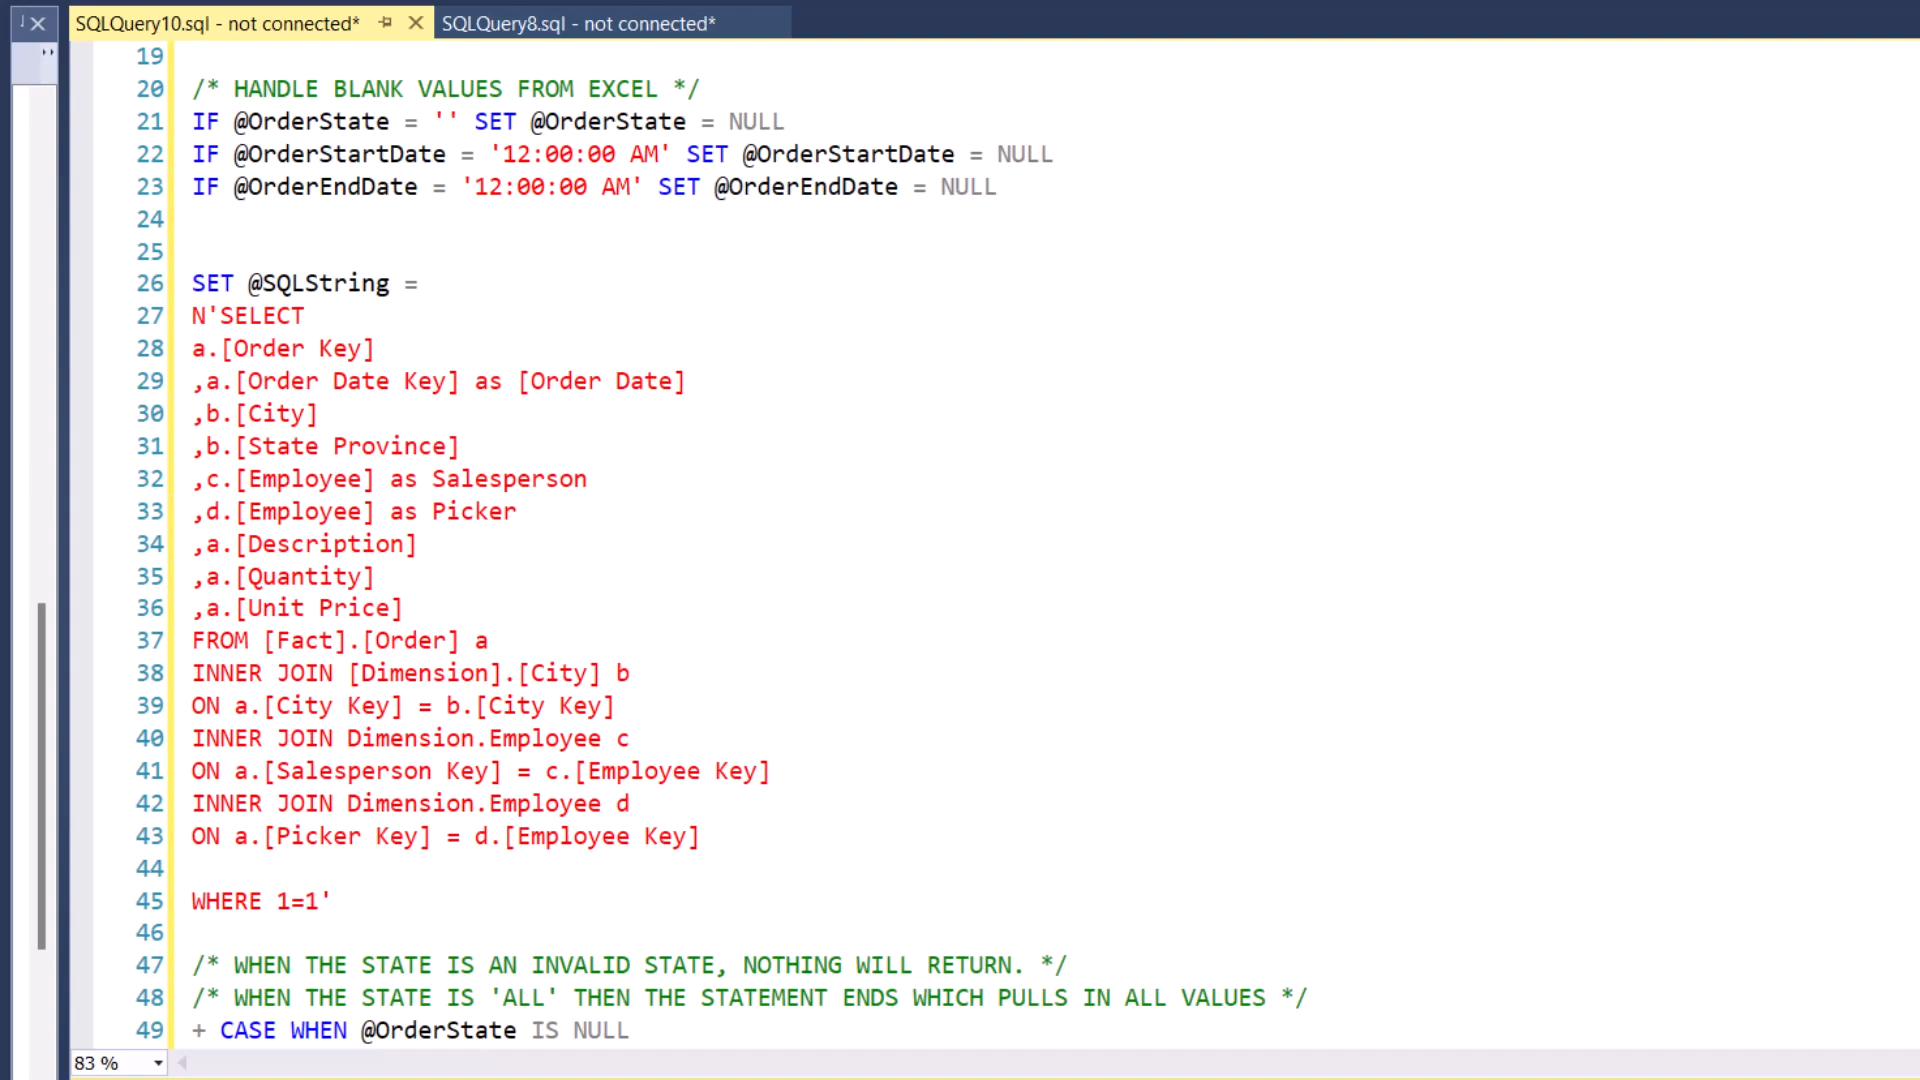 SQLQuery10.sql - not connected* SQLQuery8.sql - not connected*
19
20 /* HANDLE BLANK VALUES FROM EXCEL */
21 IF @OrderState = '' SET @OrderState = NULL
22 IF @OrderStartDate = '12:00:00 AM' SET @OrderStartDate = NULL
23 IF @OrderEndDate = '12:00:00 AM' SET @OrderEndDate = NULL
24
25
26 SET @SQLString =
27 N'SELECT
28 a.[Order Key]
29 ,a.[Order Date Key] as [Order Date]
30 ,b.[City]
31 ,b.[State Province]
32 ,c.[Employee] as Salesperson
33 ,d.[Employee] as Picker
34 ,a.[Description]
35 ,a.[Quantity]
36 ,a.[Unit Price]
37 FROM [Fact].[Order] a
38 INNER JOIN [Dimension].[City] b
39 ON a.[City Key] = b.[City Key]
40 INNER JOIN Dimension.Employee c
41 ON a.[Salesperson Key] = c.[Employee Key]
42 INNER JOIN Dimension.Employee d
43 ON a.[Picker Key] = d.[Employee Key]
44
45 WHERE 1=1'
46
47 /* WHEN THE STATE IS AN INVALID STATE, NOTHING WILL RETURN. */
48 /* WHEN THE STATE IS 'ALL' THEN THE STATEMENT ENDS WHICH PULLS IN ALL VALUES */
49 + CASE WHEN @OrderState IS NULL
83 %